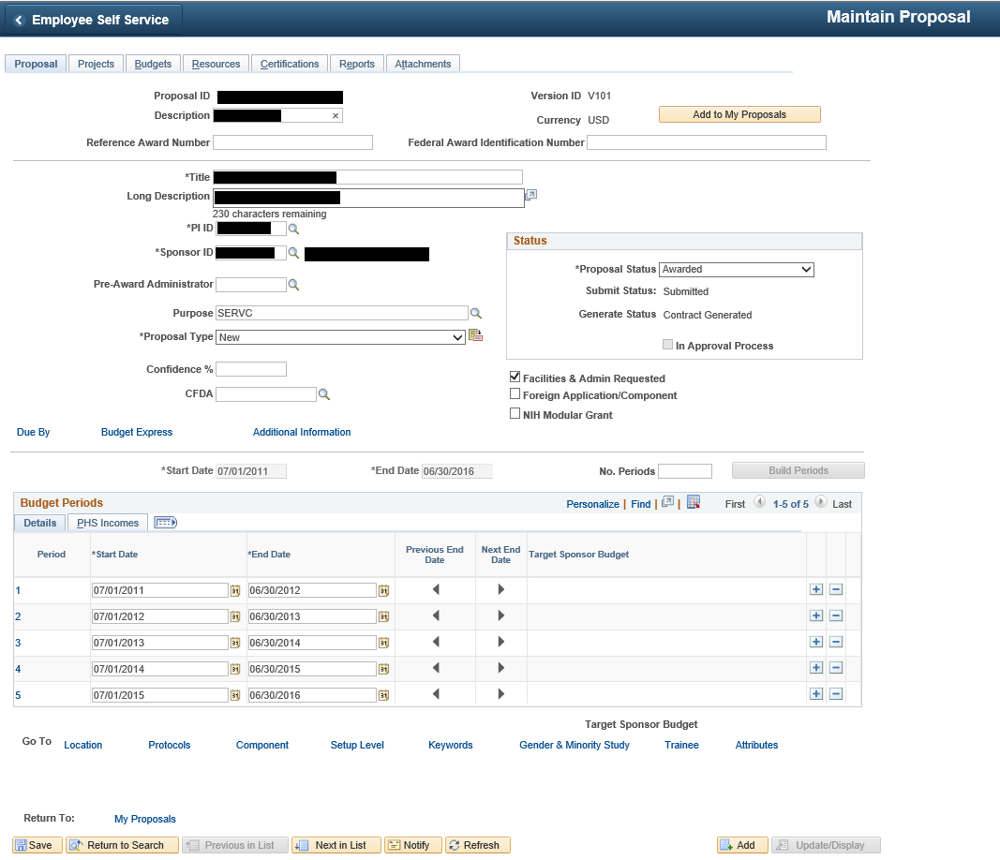 Employee Self Service
Maintain Proposal
Proposal Projects Budgets Resources Certifications Reports Attachments
Proposal ID Version ID V101
Description × Currency USD Add to My Proposals
Reference Award Number Federal Award Identification Number
*Title
Long Description
230 characters remaining
*PI ID
Status
*Sponsor ID
*Proposal Status Awarded
Pre-Award Administrator Submit Status: Submitted
Purpose SERVC Generate Status Contract Generated
*Proposal Type New
In Approval Process
Confidence %
Facilities & Admin Requested
CFDA Foreign Application/Component
NIH Modular Grant
Due By Budget Express Additional Information
*Start Date 07/01/2011 *End Date 06/30/2016 No. Periods Build Periods
Budget Periods Personalize | Find | | First 1-5 of 5 Last
Details PHS Incomes
Period *Start Date *End Date Previous End Date Next End Date Target Sponsor Budget
1 07/01/2011 31 06/30/2012 31
2 07/01/2012 31 06/30/2013 31
3 07/01/2013 31 06/30/2014 31
4 07/01/2014 31 06/30/2015 31
5 07/01/2015 31 06/30/2016 31
Target Sponsor Budget
Go To Location Protocols Component Setup Level Keywords Gender & Minority Study Trainee Attributes
Return To: My Proposals
Save Return to Search Previous in List Next in List Notify Refresh Add Update/Display